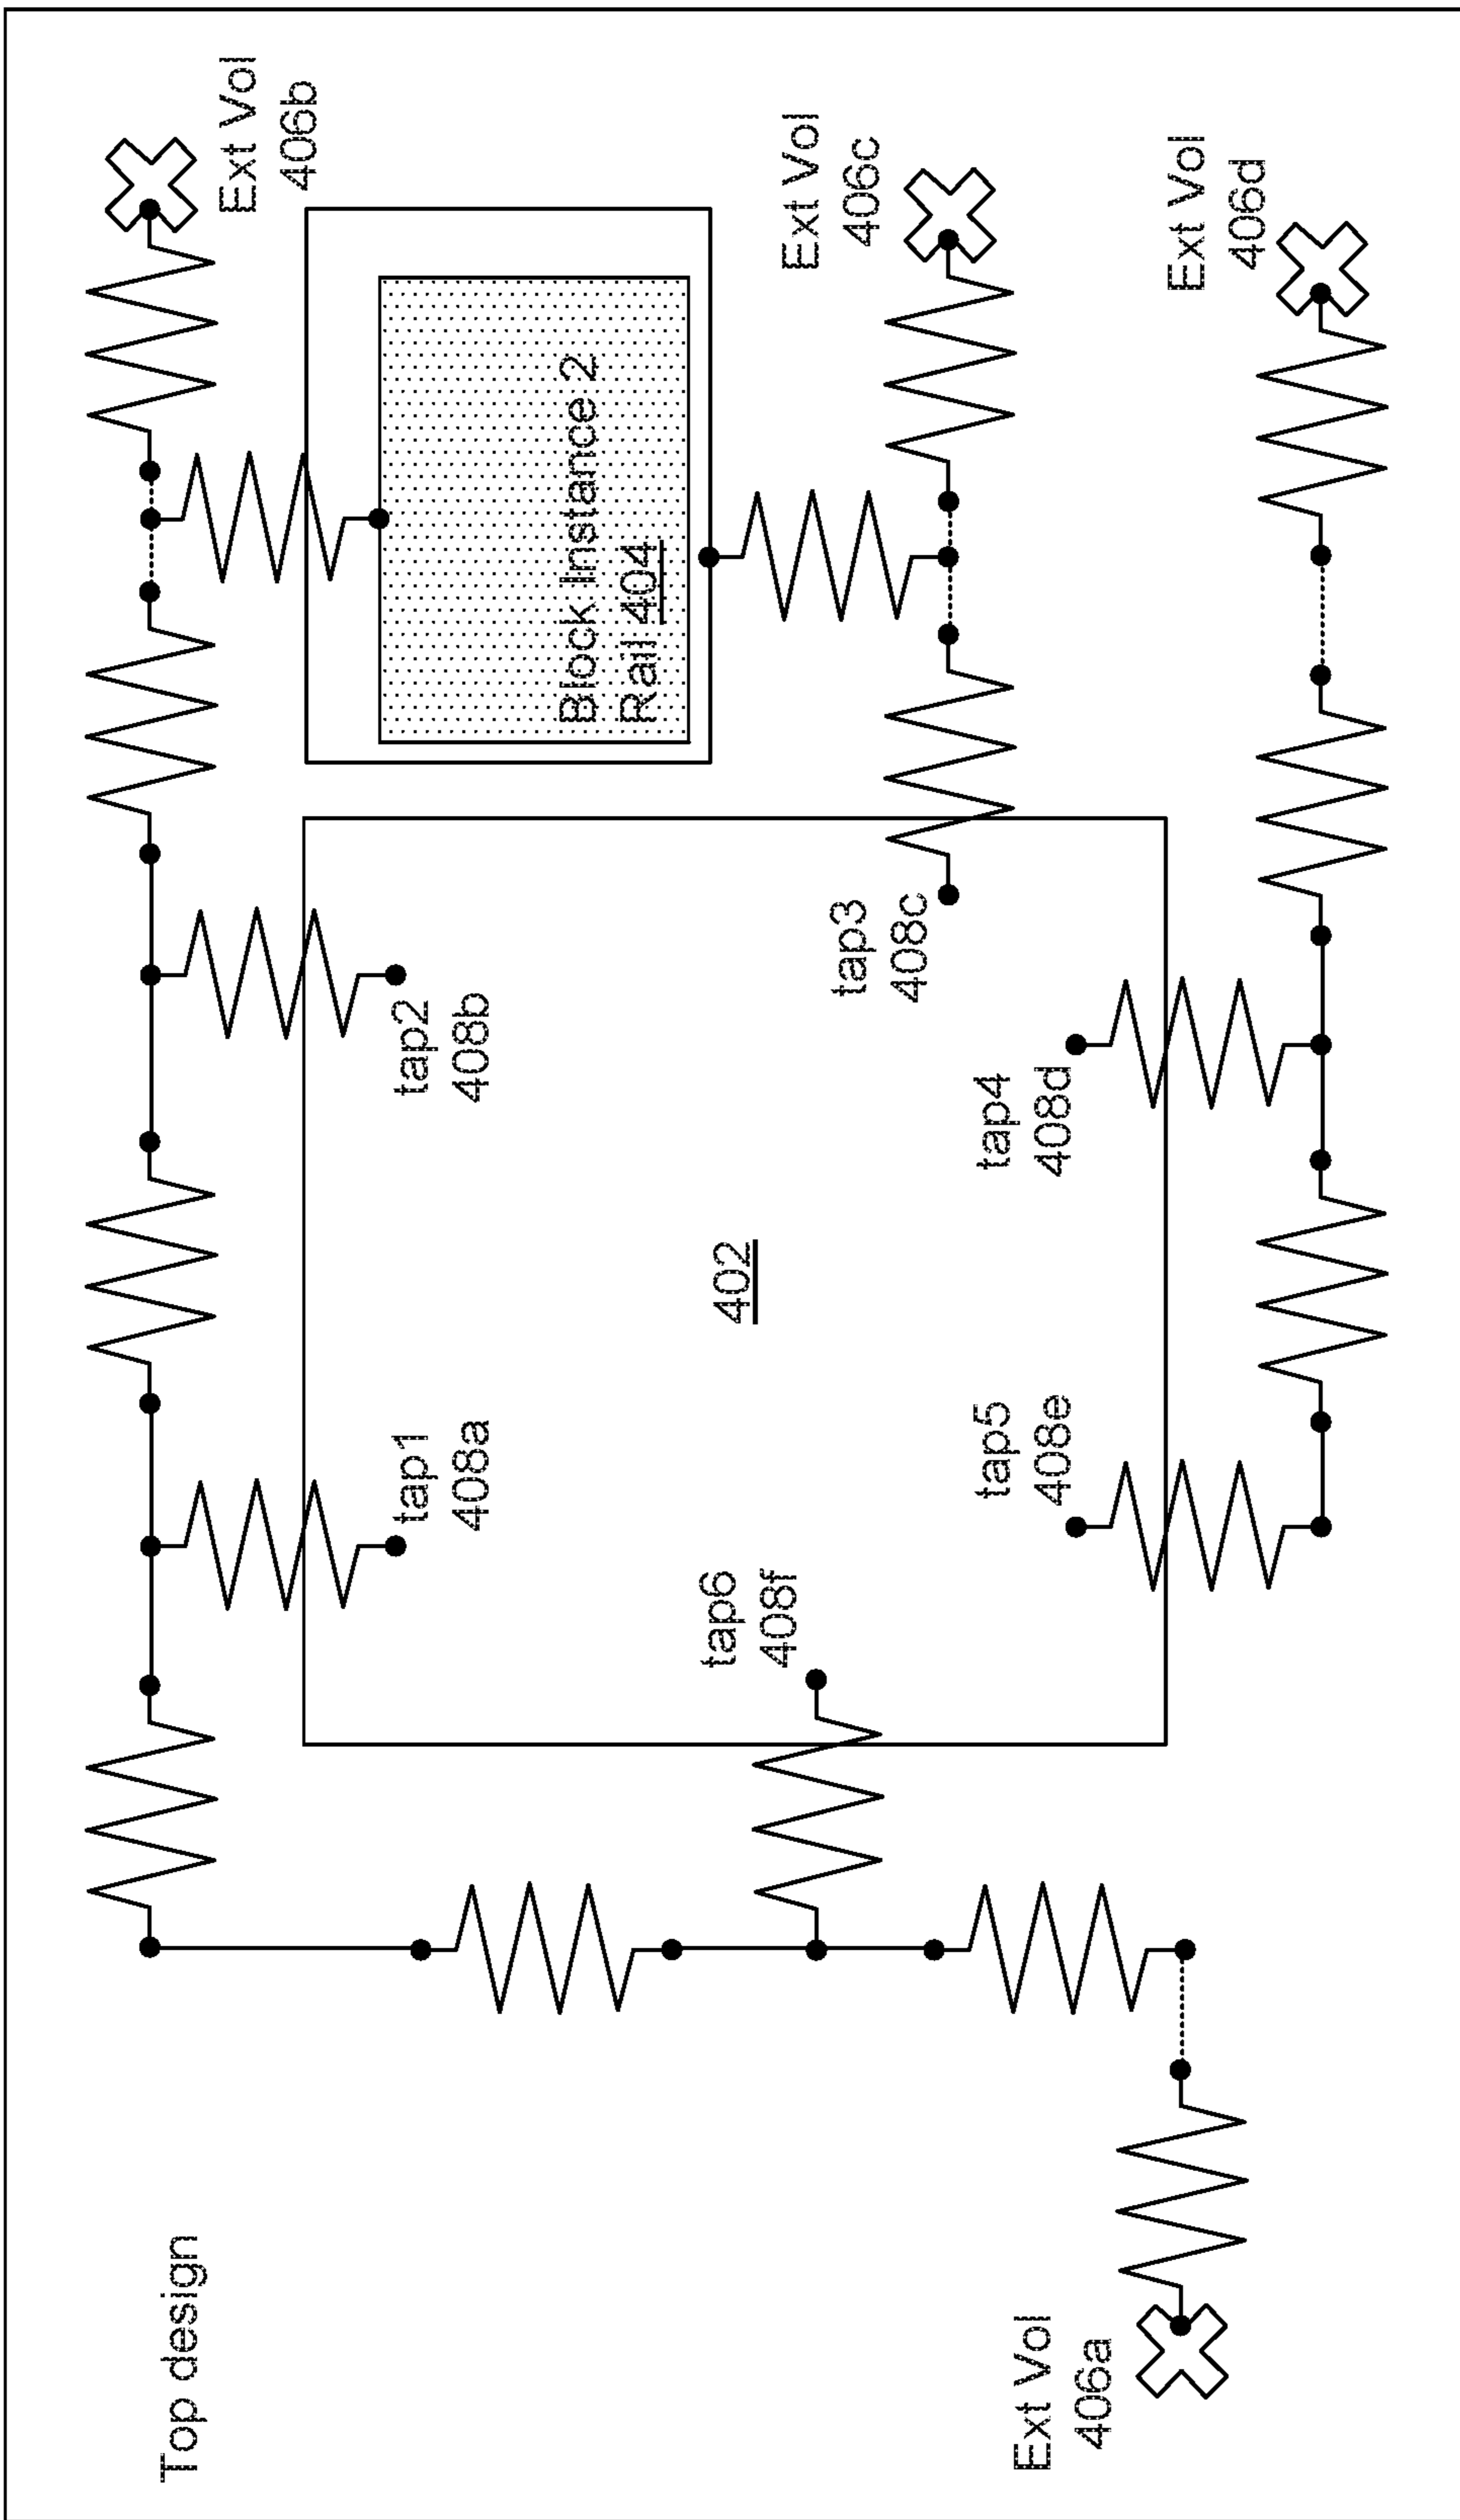 Top design
Ext Vol
406b
Block Instance 2
Rail 404
tap1
408a
tap2
408b
tap6
408f
402
tap3
408c
Ext Vol
406c
tap5
408e
tap4
408d
Ext Vol
406a
Ext Vol
406d